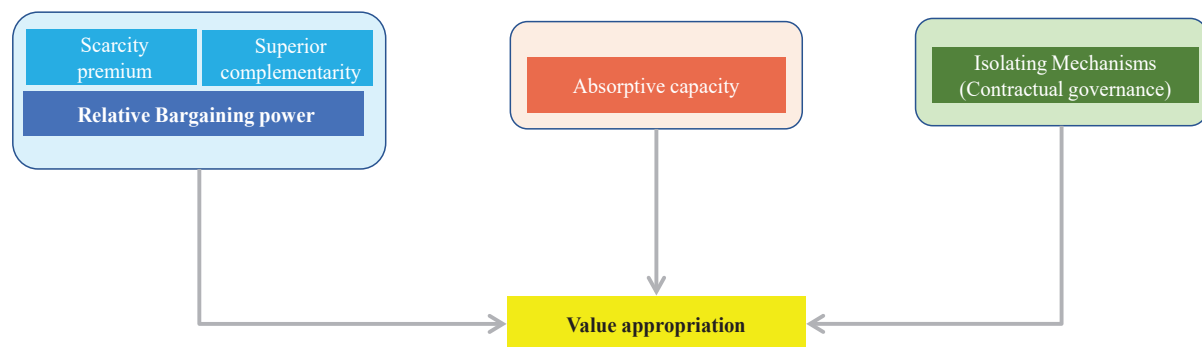 Scarcity
premium
Superior
complementarity
Relative Bargaining power
Absorptive capacity
Isolating Mechanisms
(Contractual governance)
Value appropriation